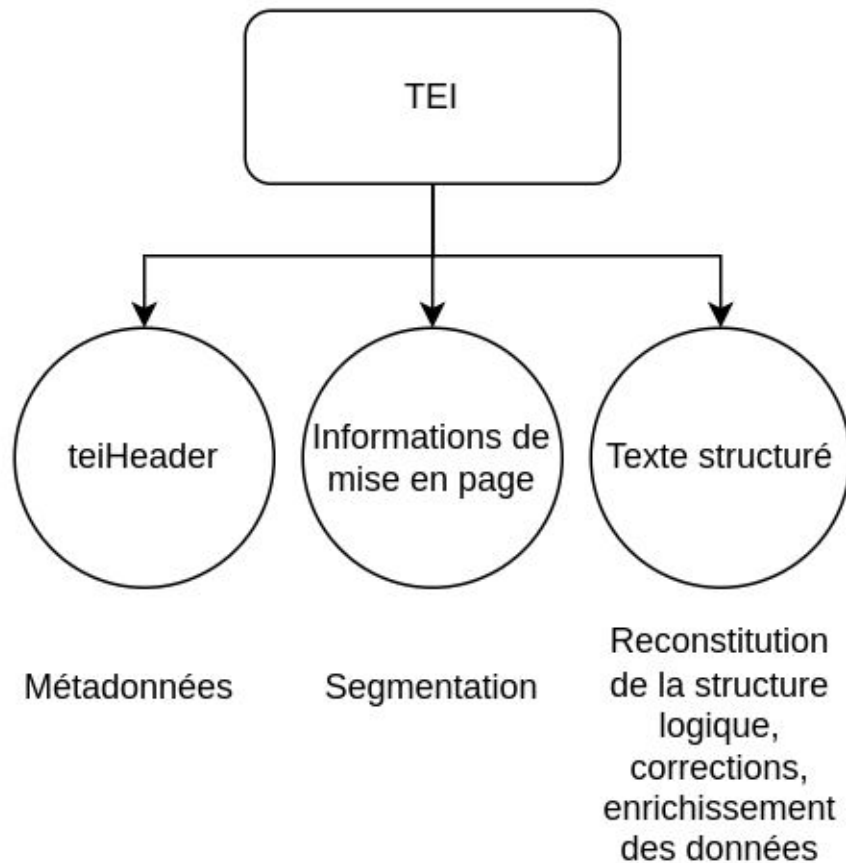 TEI
teiHeader
Informations de
mise en page
Texte structuré
Métadonnées
Segmentation
Reconstitution
de la structure
logique,
corrections,
enrichissement
des données